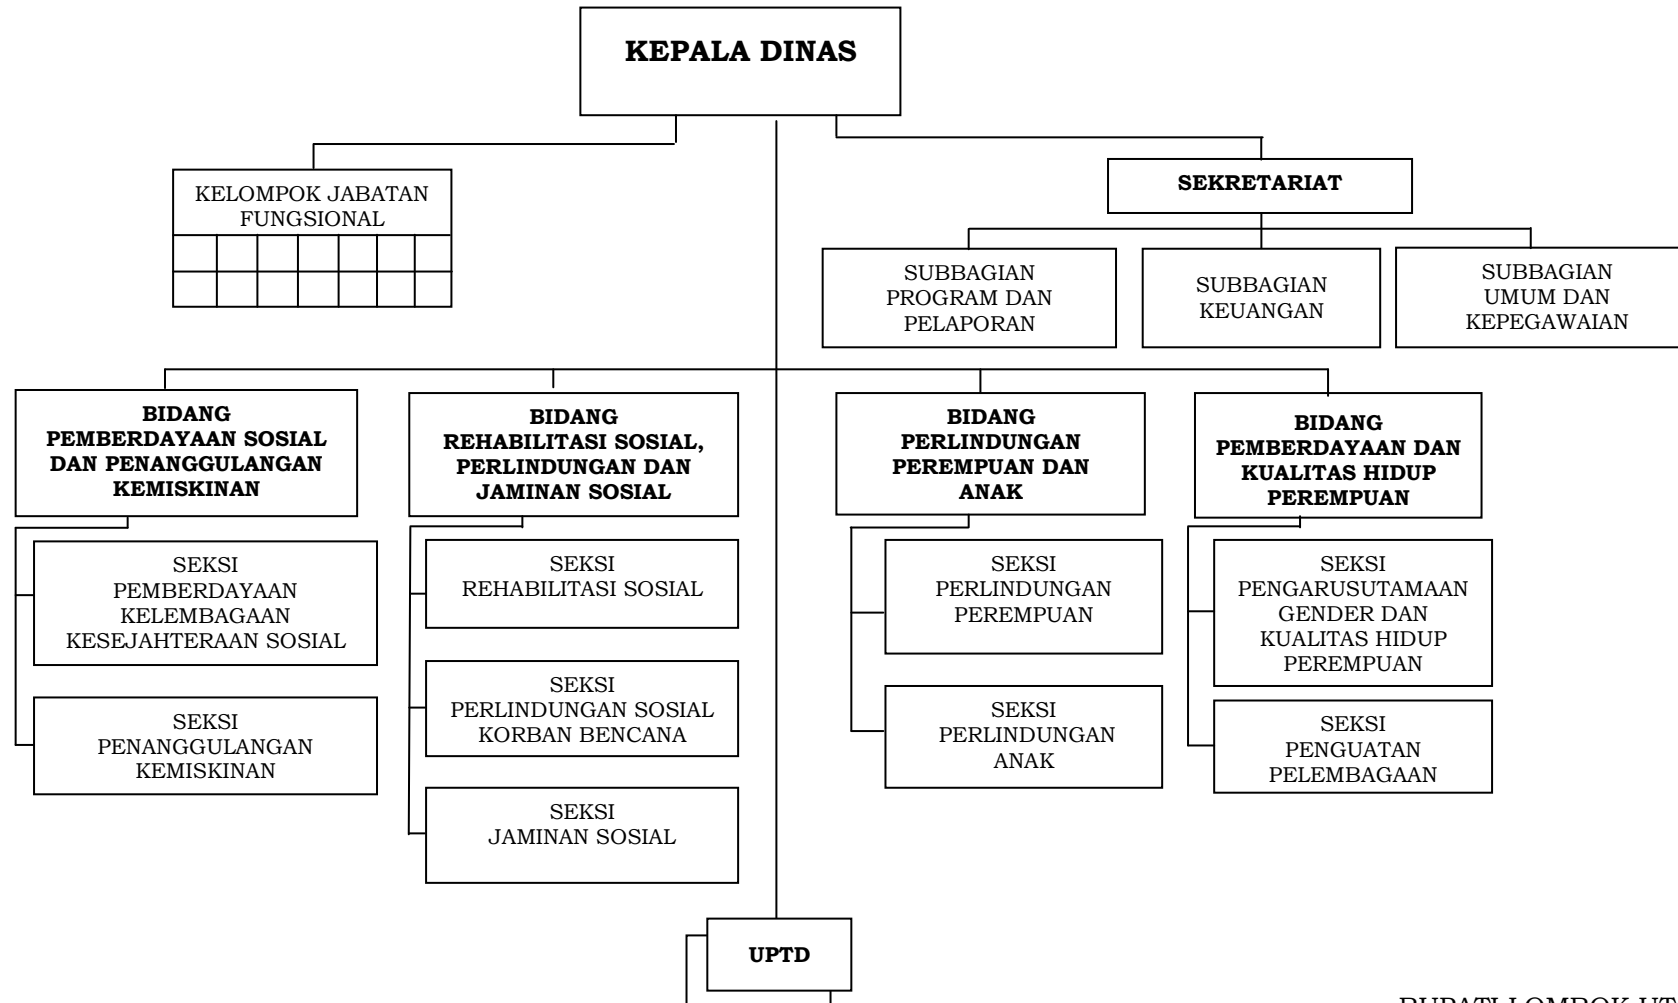 KEPALA DINAS
KELOMPOK JABATAN
FUNGSIONAL
SEKRETARIAT
SUBBAGIAN
PROGRAM DAN
PELAPORAN
SUBBAGIAN
KEUANGAN
SUBBAGIAN
UMUM DAN
KEPEGAWAIAN
BIDANG
PEMBERDAYAAN SOSIAL
DAN PENANGGULANGAN
KEMISKINAN
BIDANG
REHABILITASI SOSIAL,
PERLINDUNGAN DAN
JAMINAN SOSIAL
BIDANG
PERLINDUNGAN
PEREMPUAN DAN
ANAK
BIDANG
PEMBERDAYAAN DAN
KUALITAS HIDUP
PEREMPUAN
SEKSI
PEMBERDAYAAN
KELEMBAGAAN
KESEJAHTERAAN SOSIAL
SEKSI
PENANGGULANGAN
KEMISKINAN
SEKSI
REHABILITASI SOSIAL
SEKSI
PERLINDUNGAN SOSIAL
KORBAN BENCANA
SEKSI
JAMINAN SOSIAL
SEKSI
PERLINDUNGAN
PEREMPUAN
SEKSI
PERLINDUNGAN
ANAK
SEKSI
PENGARUSUTAMAAN
GENDER DAN
KUALITAS HIDUP
PEREMPUAN
SEKSI
PENGUATAN
PELEMBAGAAN
UPTD
BUPATI LOMBOK